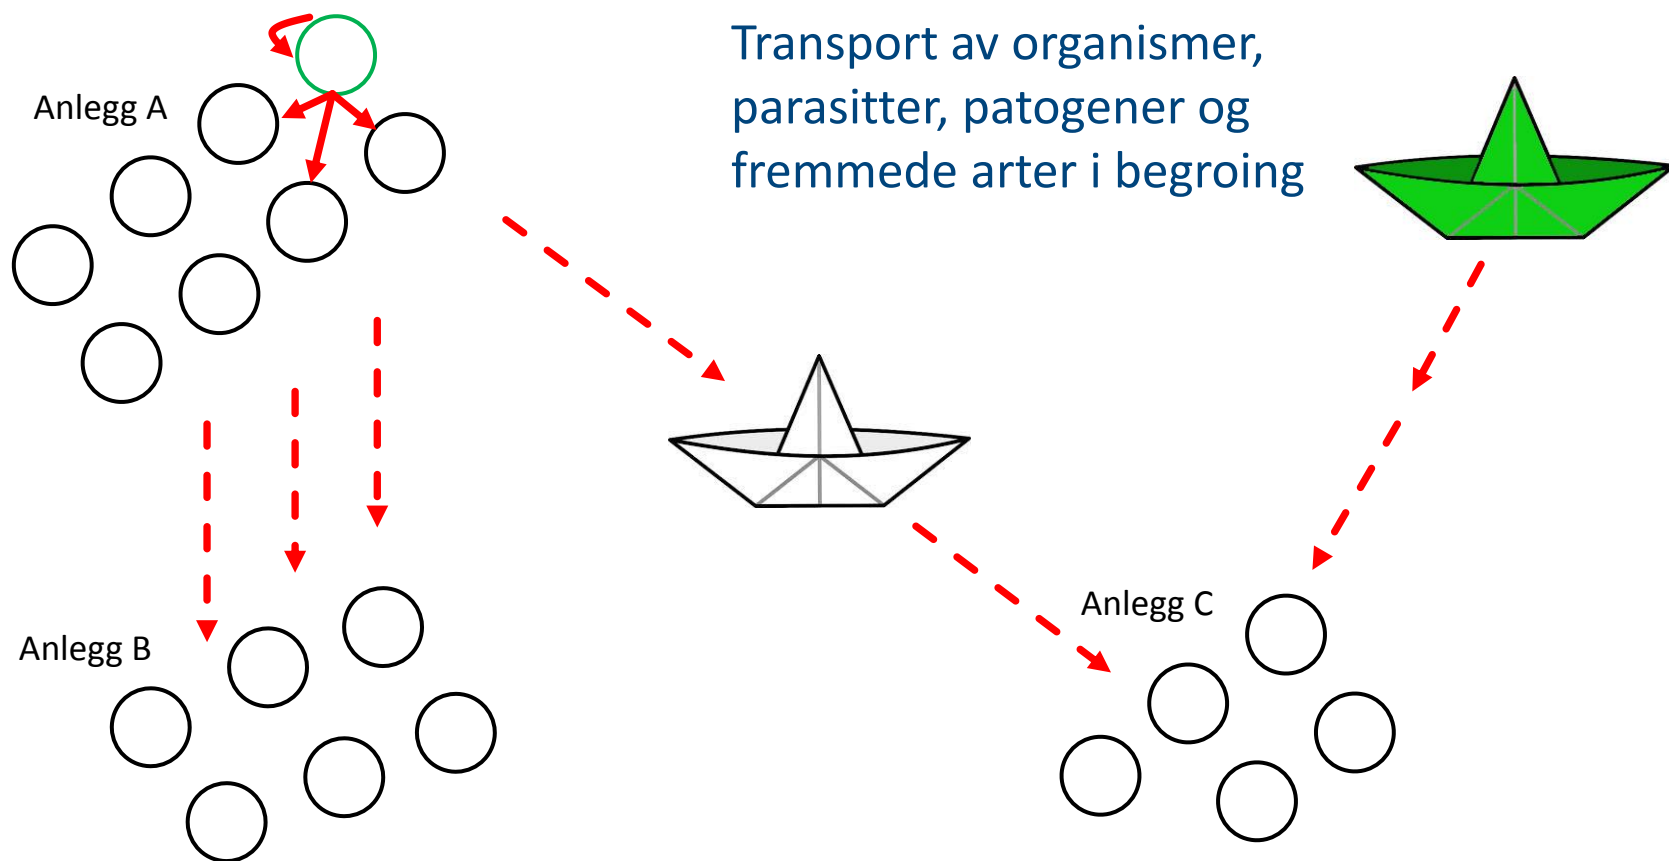 Transport av organismer,
parasitter, patogener og
fremmede arter i begroing
Anlegg A
Anlegg B
Anlegg C